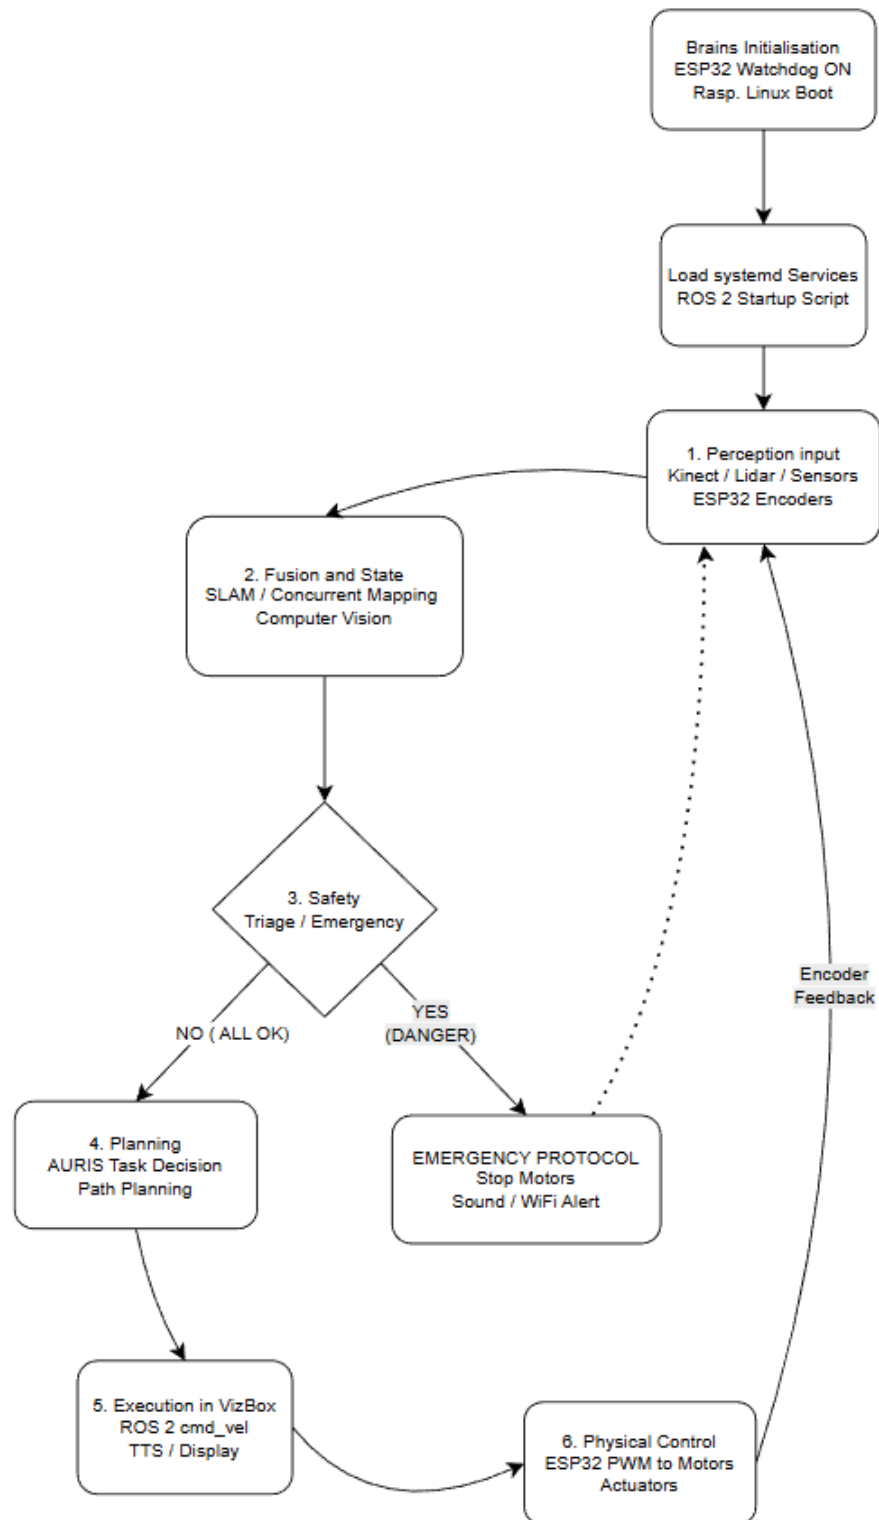 Brains Initialisation
ESP32 Watchdog ON
Rasp. Linux Boot
Load systemd Services
ROS 2 Startup Script
1. Perception input
Kinect / Lidar / Sensors
ESP32 Encoders
2. Fusion and State
SLAM / Concurrent Mapping
Computer Vision
3. Safety
Triage / Emergency
NO ( ALL OK)
YES
(DANGER)
Encoder
Feedback
4. Planning
AURIS Task Decision
Path Planning
EMERGENCY PROTOCOL
Stop Motors
Sound / WiFi Alert
5. Execution in VizBox
ROS 2 cmd_vel
TTS / Display
6. Physical Control
ESP32 PWM to Motors
Actuators